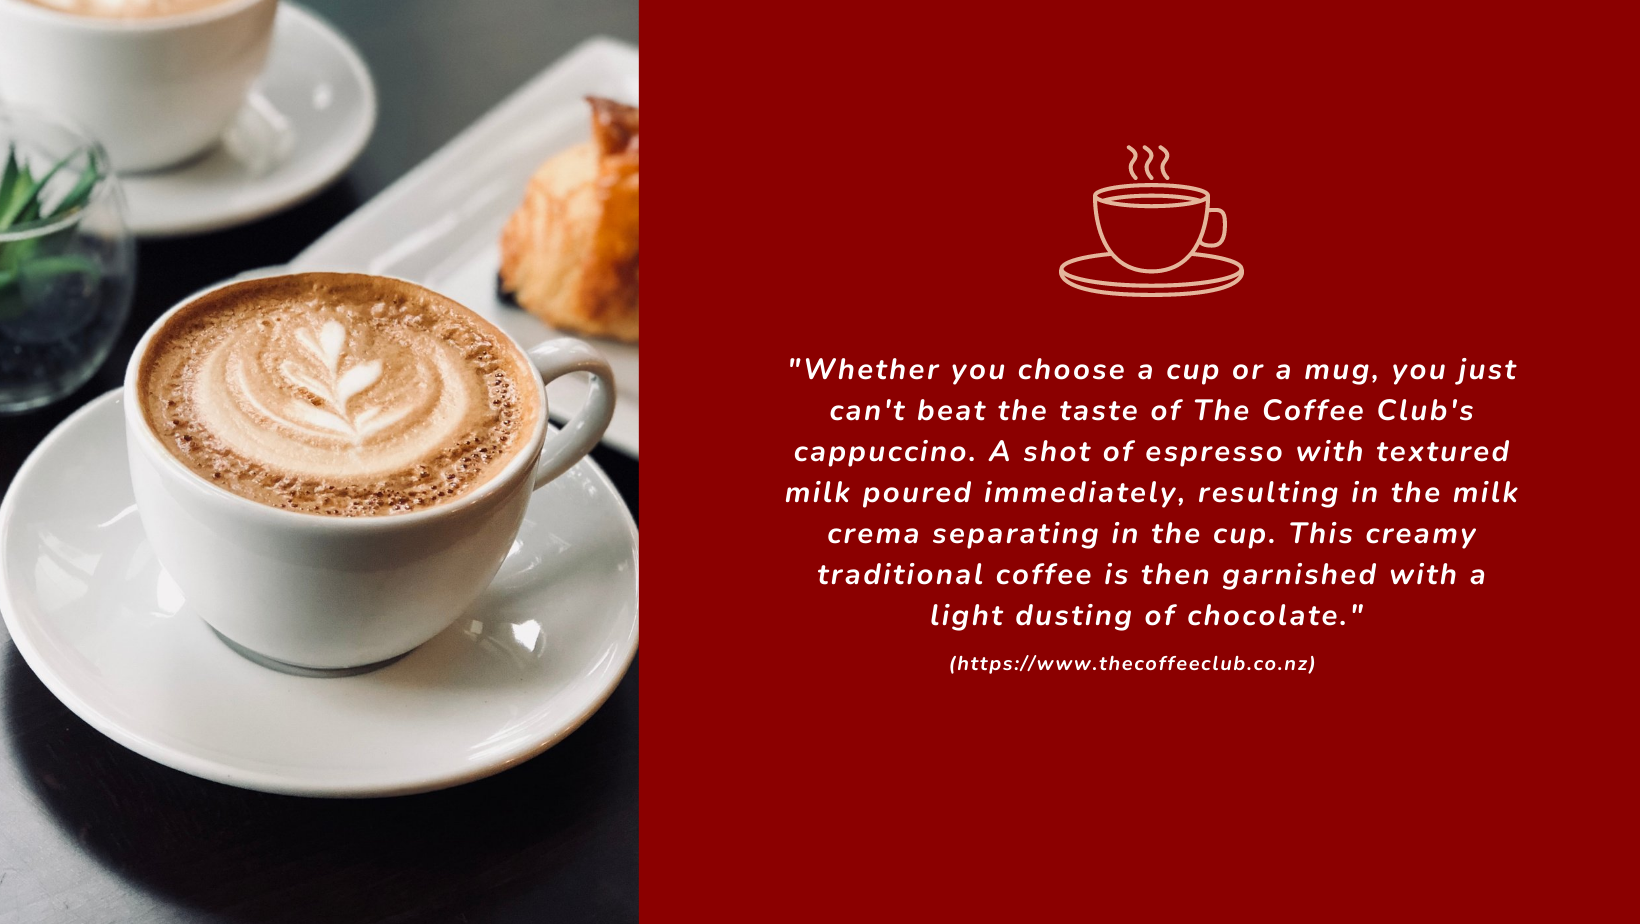 "Whether you choose a cup or a mug, you just
can't beat the taste of The Coffee Club's
cappuccino. A shot of espresso with textured
milk poured immediately, resulting in the milk
crema separating in the cup. This creamy
traditional coffee is then garnished with a
light dusting of chocolate."
(https://www.thecoffeeclub.co.nz)